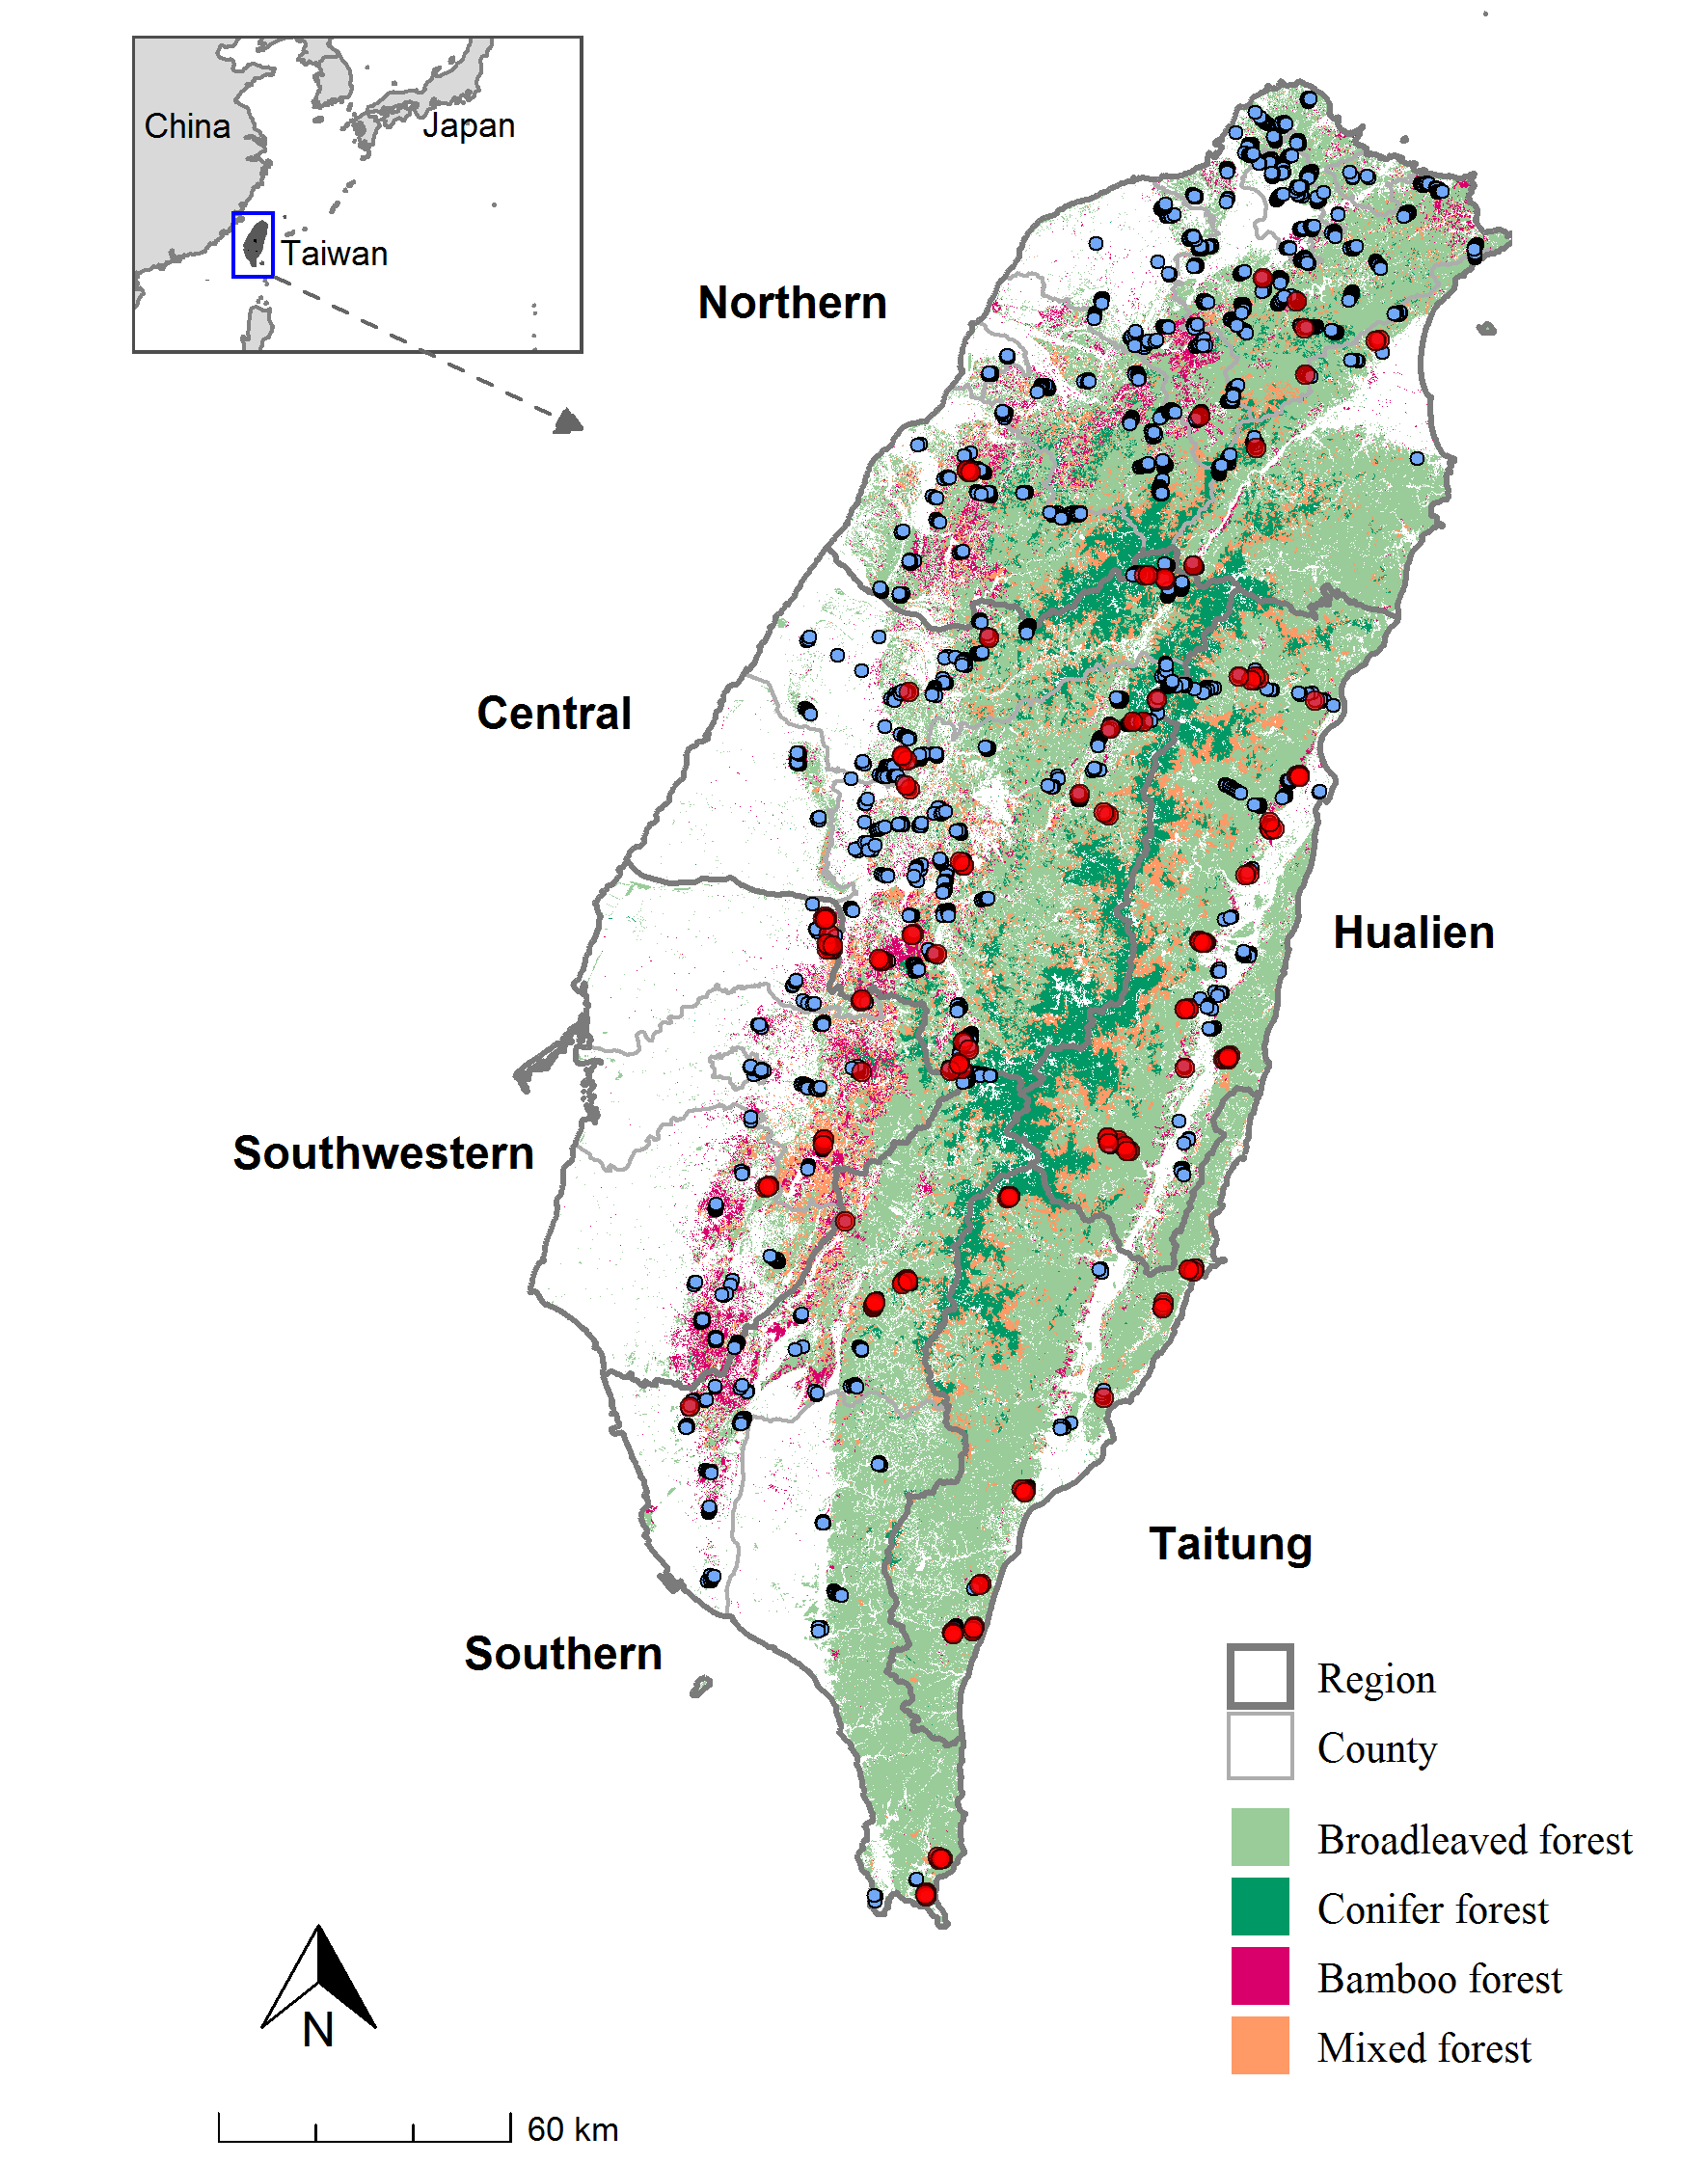 China
Japan
Taiwan
Northern
Central
Hualien
Southwestern
Taitung
Southern
Region
County
Broadleaved forest
Conifer forest
Bamboo forest
Mixed forest
N
60 km